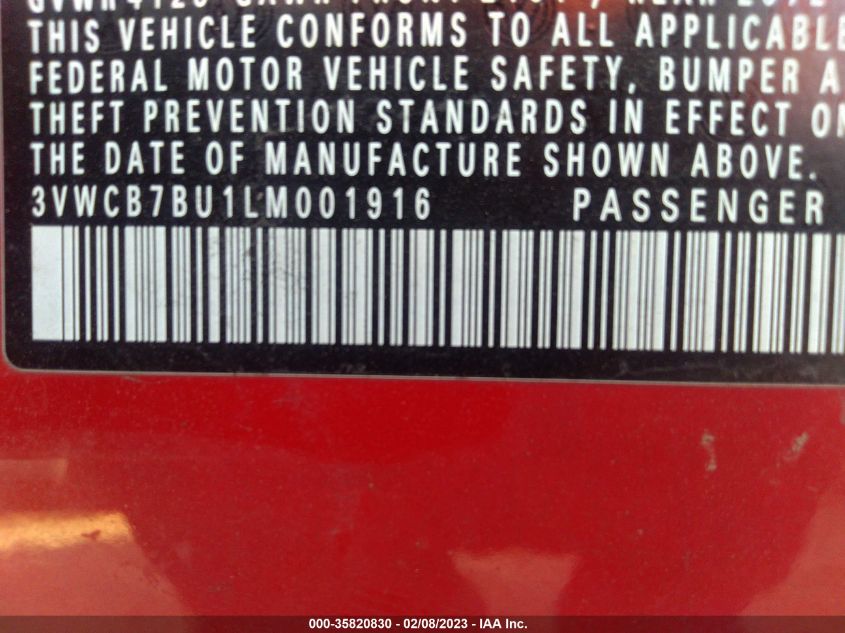 THIS VEHICLE CONFORMS TO ALL APPLICABLE
FEDERAL MOTOR VEHICLE SAFETY, BUMPER A
THEFT PREVENTION STANDARDS IN EFFECT ON
THE DATE OF MANUFACTURE SHOWN ABOVE.
3VWCB7BU1LM001916 PASSENGER
000-35820830 - 02/08/2023 - IAA Inc.